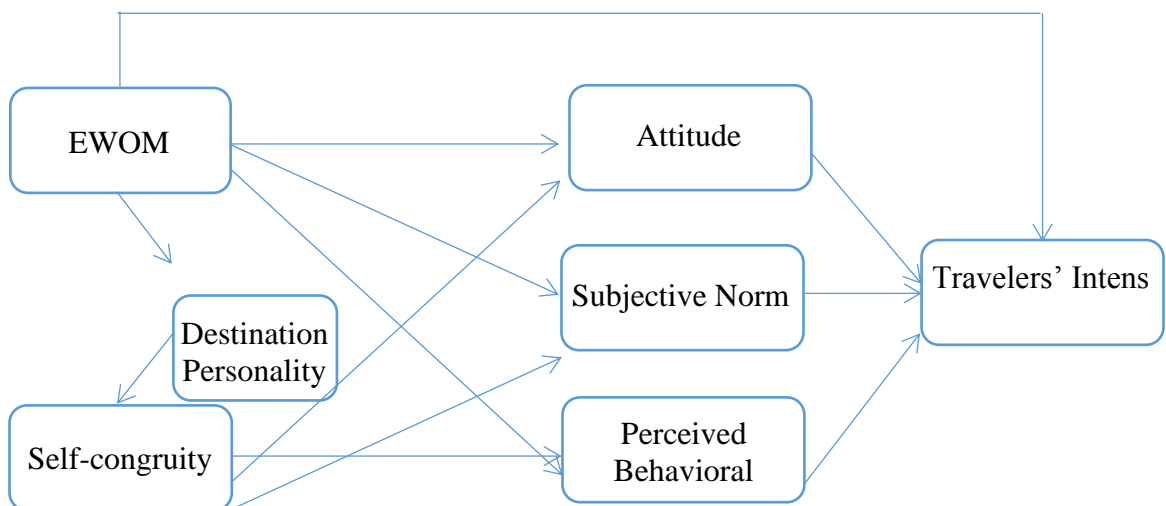 EWOM
Attitude
Subjective Norm
Travelers’ Intens
Destination
Personality
Self-congruity
Perceived
Behavioral